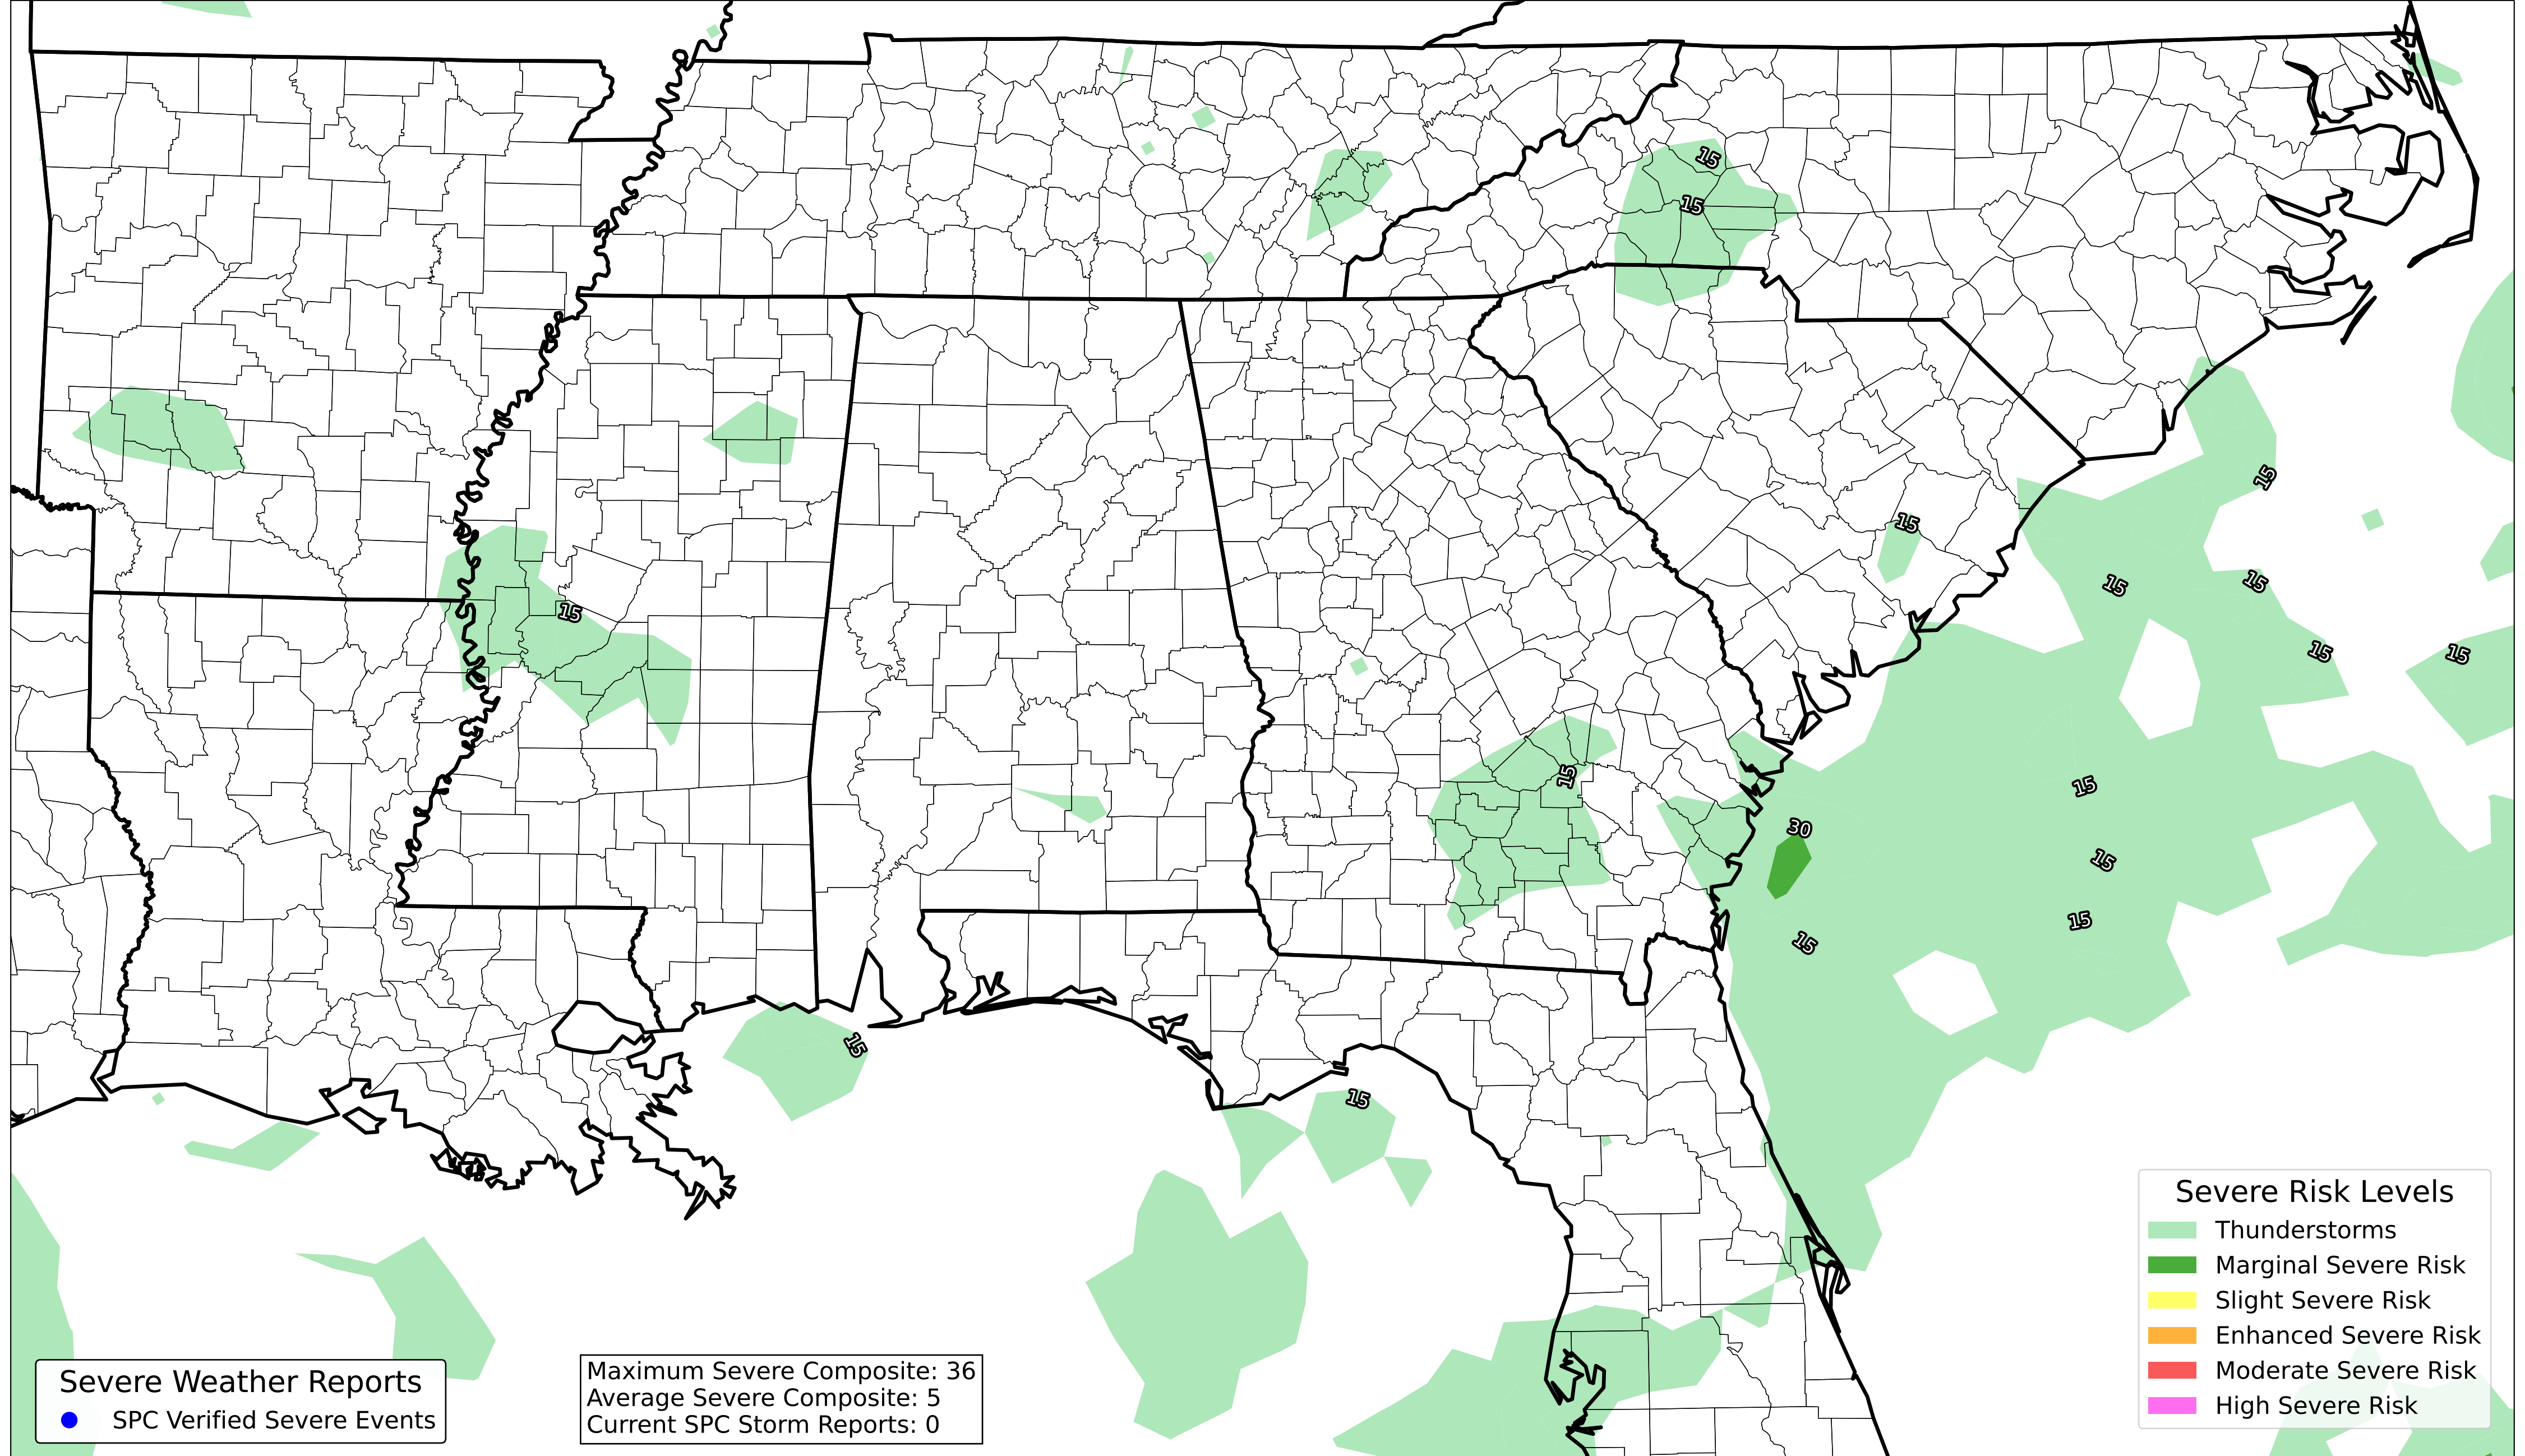 15
15
15
15
15
15
15
15
15
15
15
30
15
15
15
15
15
Severe Weather Reports
SPC Verified Severe Events
Maximum Severe Composite: 36
Average Severe Composite: 5
Current SPC Storm Reports: 0
Severe Risk Levels
Thunderstorms
Marginal Severe Risk
Slight Severe Risk
Enhanced Severe Risk
Moderate Severe Risk
High Severe Risk